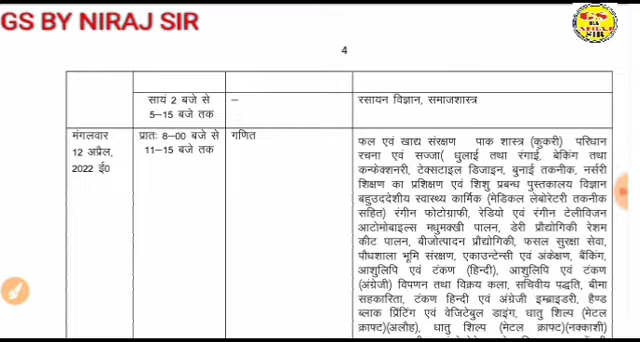 GS BY NIRAJ SIR
4
सायं 2 बजे से
5–15 बजे तक
–
रसायन विज्ञान, समाजशास्त्र
मंगलवार
12 अप्रैल,
2022 ई0
प्रातः 8–00 बजे से
11–15 बजे तक
गणित
फल एवं खाद्य संरक्षण पाक शास्त्र (कुकरी) परिधान
रचना एवं सज्जा( धुलाई तथा रंगाई, बेकिंग तथा
कन्फेक्शनरी, टेक्सटाइल डिजाइन, बुनाई तकनीक, नर्सरी
शिक्षण का प्रशिक्षण एवं शिशु प्रबन्ध पुस्तकालय विज्ञान
बहुउददेशीय स्वास्थ्य कार्मिक (मेडिकल लेबोरेटरी तकनीक
सहित) रंगीन फोटोग्राफी, रेडियो एवं रंगीन टेलीविजन
आटोमोबाइल्स मधुमक्खी पालन, डेरी प्रौद्योगिकी रेशम
कीट पालन, बीजोत्पादन प्रौद्योगिकी, फसल सुरक्षा सेवा,
पौधशाला भूमि संरक्षण, एकाउन्टेन्सी एवं अंकेक्षण, बैंकिंग,
आशुलिपि एवं टंकण (हिन्दी), आशुलिपि एवं टंकण
(अंग्रेजी) विपणन तथा विक्रय कला, सचिवीय पद्धति, बीमा
सहकारिता, टंकण हिन्दी एवं अंग्रेजी इम्ब्राइडरी, हैण्ड
ब्लाक प्रिंटिंग एवं वेजिटेबुल डाइंग, धातु शिल्प (मेटल
क्राफ्ट)(अलौह), धातु शिल्प (मेटल क्राफ्ट)(नक्काशी)